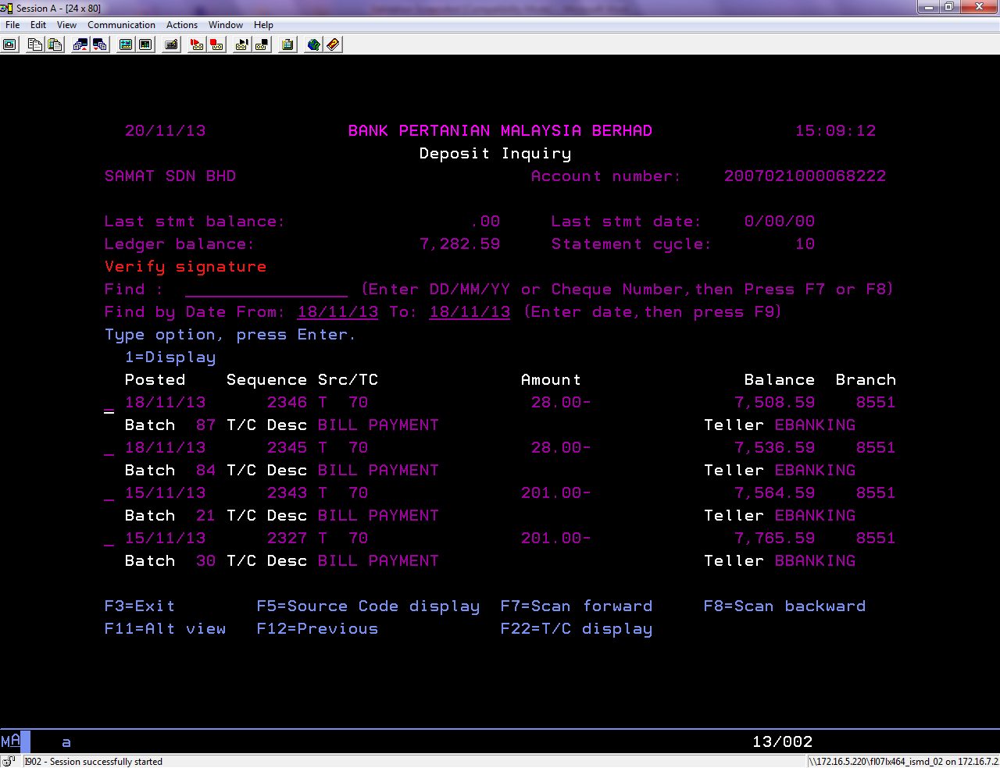 Session A - [24 x 80]
File Edit View Communication Actions Window Help
20/11/13 BANK PERTANIAN MALAYSIA BERHAD 15:09:12
Deposit Inquiry
SAMAT SDN BHD Account number: 2007021000068222
Last stmt balance: .00 Last stmt date: 0/00/00
Ledger balance: 7,282.59 Statement cycle: 10
Verify signature
Find : (Enter DD/MM/YY or Cheque Number,then Press F7 or F8)
Find by Date From: 18/11/13 To: 18/11/13 (Enter date,then press F9)
Type option, press Enter.
1=Display
Posted Sequence Src/TC Amount Balance Branch
_ 18/11/13 2346 T 70 28.00- 7,508.59 8551
Batch 87 T/C Desc BILL PAYMENT Teller EBANKING
_ 18/11/13 2345 T 70 28.00- 7,536.59 8551
Batch 84 T/C Desc BILL PAYMENT Teller EBANKING
_ 15/11/13 2343 T 70 201.00- 7,564.59 8551
Batch 21 T/C Desc BILL PAYMENT Teller EBANKING
_ 15/11/13 2327 T 70 201.00- 7,765.59 8551
Batch 30 T/C Desc BILL PAYMENT Teller BBANKING
F3=Exit F5=Source Code display F7=Scan forward F8=Scan backward
F11=Alt view F12=Previous F22=T/C display
MA a 13/002
I902 - Session successfully started \\172.16.5.220\fl07lx464_ismd_02 on 172.16.7.2